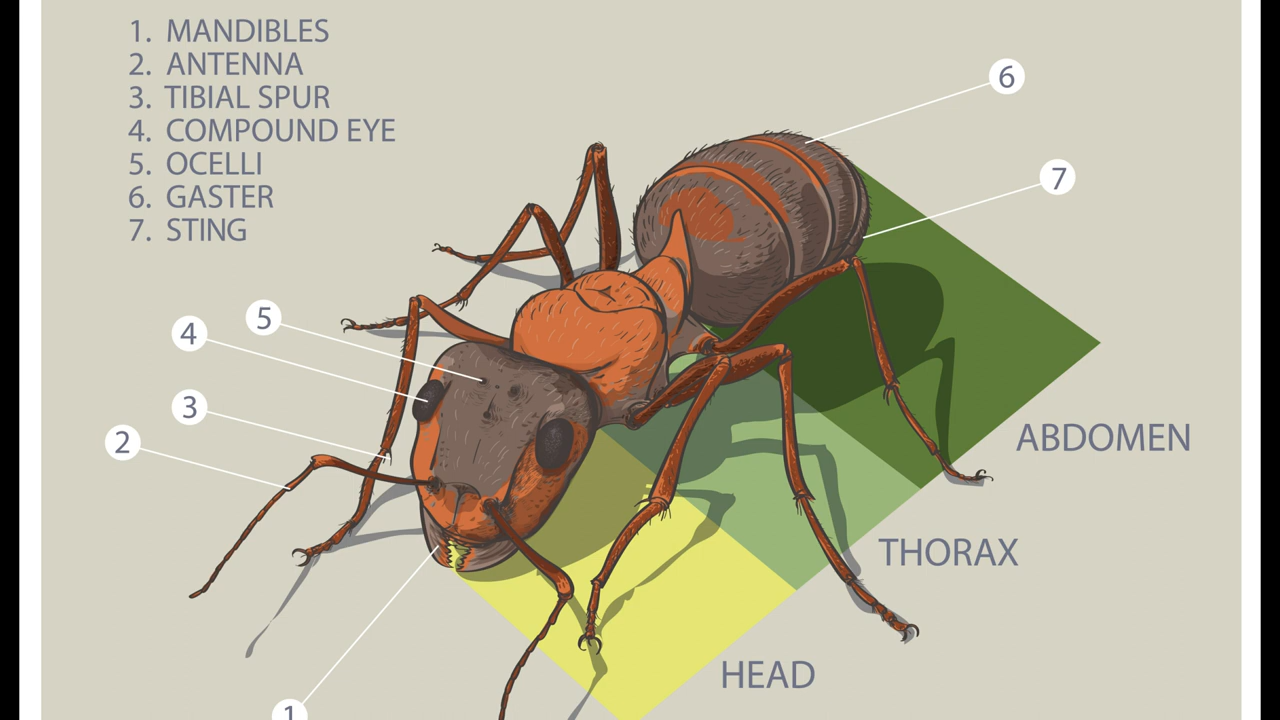 1. MANDIBLES
2. ANTENNA
3. TIBIAL SPUR
4. COMPOUND EYE
5. OCELLI
6. GASTER
7. STING
6
7
5
4
3
2
ABDOMEN
THORAX
HEAD
1